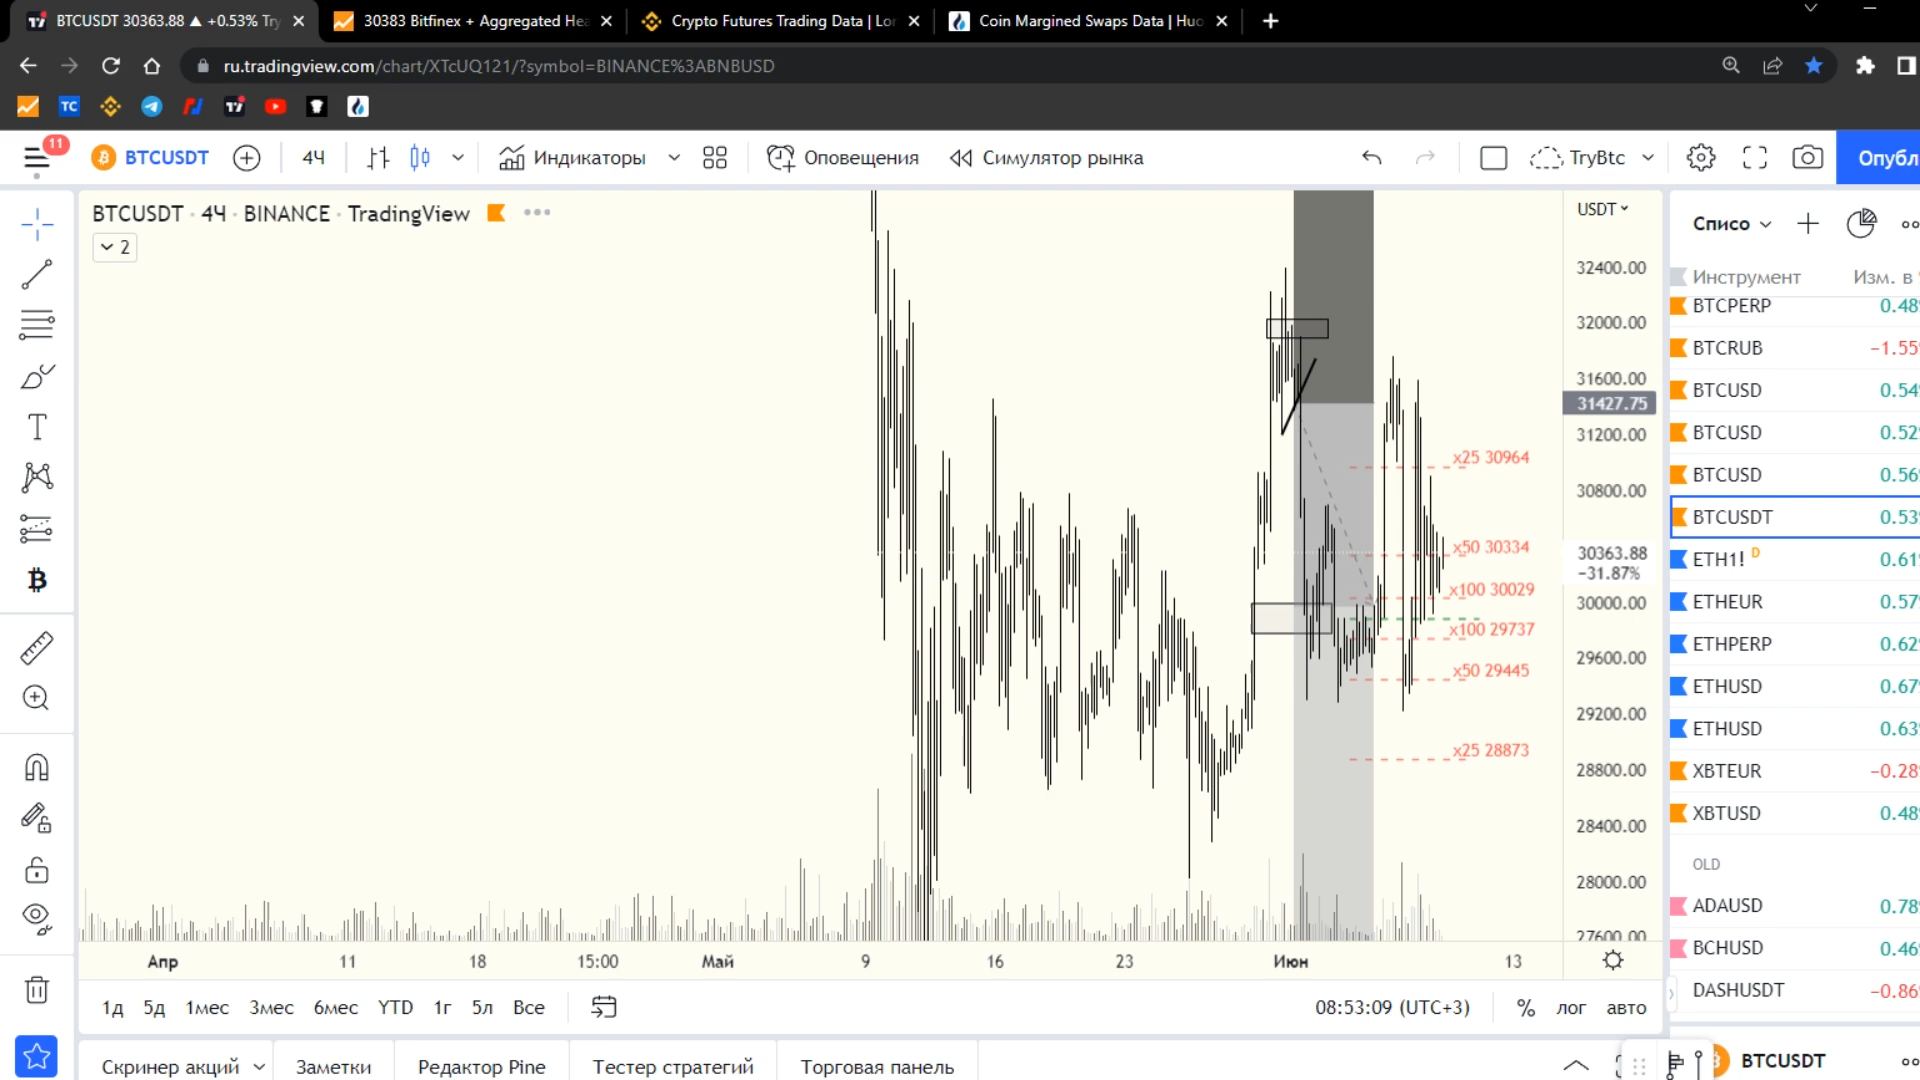 BTCUSDT 30363.88 ▲ +0.53% Try
30383 Bitfinex + Aggregated He
Crypto Futures Trading Data | Lo
Coin Margined Swaps Data | Huo
ru.tradingview.com/chart/XTcUQ121/?symbol=BINANCE%3ABNBUSD
TC
11
BTCUSDT
4Ч
Индикаторы
Оповещения
Симулятор рынка
TryBtc
Опубл
BTCUSDT · 4Ч · BINANCE · TradingView
2
USDT
32400.00
32000.00
31600.00
31427.75
31200.00
30800.00
30363.88
−31.87%
30000.00
29600.00
29200.00
28800.00
28400.00
28000.00
27600.00
x25 30964
x50 30334
x100 30029
x100 29737
x50 29445
x25 28873
Апр
11
18
15:00
Май
9
16
23
Июн
13
1д
5д
1мес
3мес
6мес
YTD
1г
5л
Все
08:53:09 (UTC+3)
%
лог
авто
Скринер акций
Заметки
Редактор Pine
Тестер стратегий
Торговая панель
Списо
Инструмент
Изм. в
BTCPERP 0.48
BTCRUB −1.55
BTCUSD 0.54
BTCUSD 0.52
BTCUSD 0.56
BTCUSDT 0.53
ETH1! D 0.61
ETHEUR 0.57
ETHPERP 0.62
ETHUSD 0.67
ETHUSD 0.63
XBTEUR −0.28
XBTUSD 0.48
OLD
ADAUSD 0.78
BCHUSD 0.46
DASHUSDT −0.86
BTCUSDT